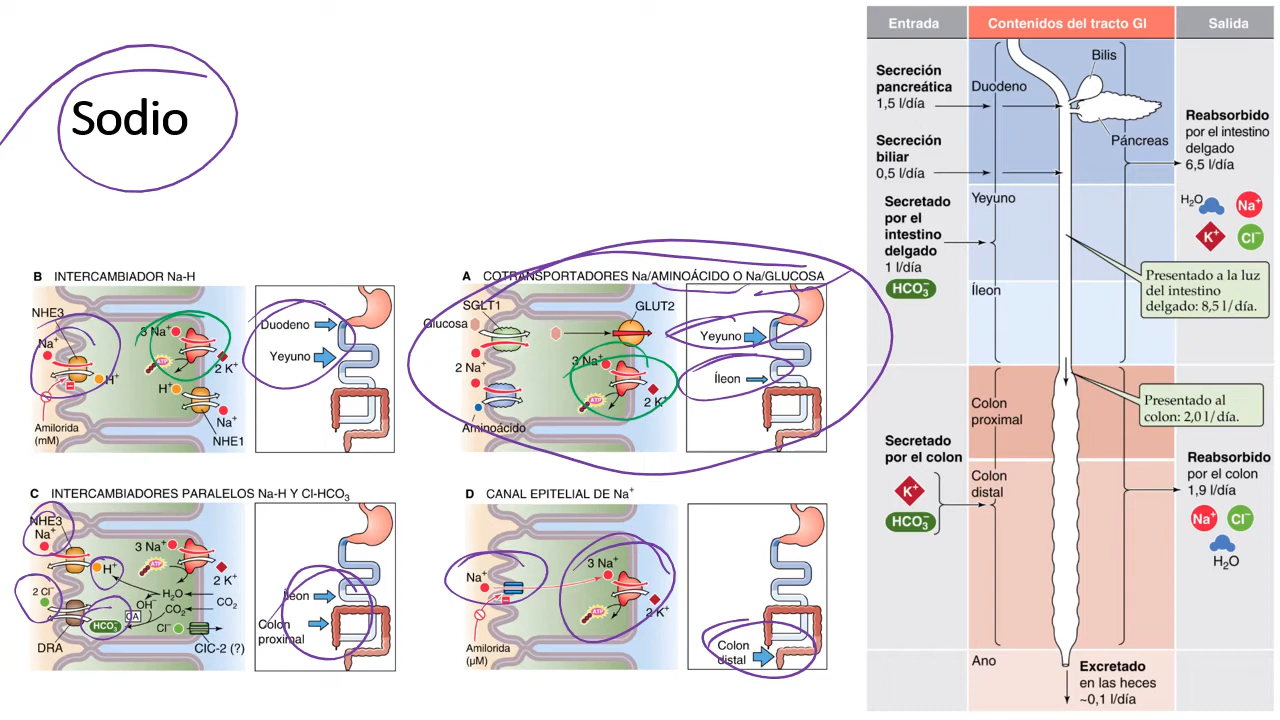 Sodio
B INTERCAMBIADOR Na-H
NHE3
Na⁺
H⁺
Amilorida
(mM)
3 Na⁺
ATP
2 K⁺
H⁺
Na⁺
NHE1
Duodeno
Yeyuno
A COTRANSPORTADORES Na/AMINOÁCIDO O Na/GLUCOSA
SGLT1
Glucosa
GLUT2
2 Na⁺
3 Na⁺
ATP
2 K⁺
Aminoácido
Yeyuno
Íleon
C INTERCAMBIADORES PARALELOS Na-H Y Cl-HCO₃
NHE3
Na⁺
H⁺
3 Na⁺
ATP
2 K⁺
2 Cl⁻
H₂O
OH⁻
CO₂
CO₂
CA
HCO₃⁻
Cl⁻
DRA
ClC-2 (?)
Íleon
Colon
proximal
D CANAL EPITELIAL DE Na⁺
Na⁺
3 Na⁺
ATP
2 K⁺
Amilorida
(μM)
Colon
distal
Entrada
Contenidos del tracto GI
Salida
Secreción
pancreática
1,5 l/día
Secreción
biliar
0,5 l/día
Secretado
por el
intestino
delgado
1 l/día
HCO₃⁻
Duodeno
Bilis
Páncreas
Yeyuno
Íleon
Reabsorbido
por el intestino
delgado
6,5 l/día
H₂O
Na⁺
K⁺
Cl⁻
Presentado a la luz
del intestino
delgado: 8,5 l/día.
Presentado al
colon: 2,0 l/día.
Colon
proximal
Colon
distal
Secretado
por el colon
K⁺
HCO₃⁻
Reabsorbido
por el colon
1,9 l/día
Na⁺
Cl⁻
H₂O
Ano
Excretado
en las heces
~0,1 l/día